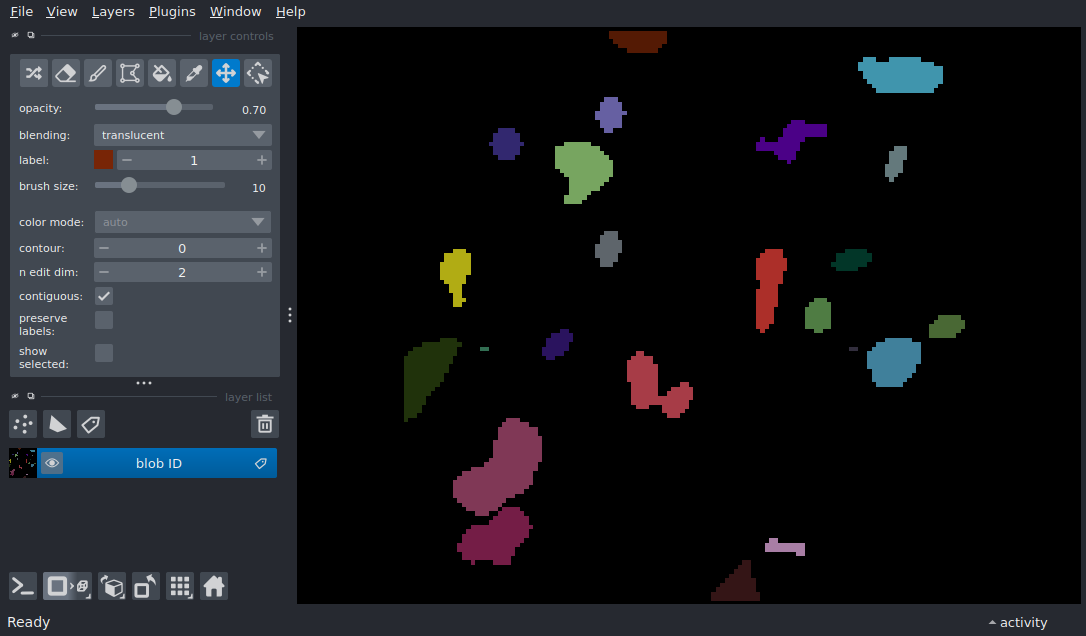 File View Layers Plugins Window Help
layer controls
opacity: 0.70
blending: translucent
label: 1
brush size: 10
color mode: auto
contour: 0
n edit dim: 2
contiguous:
preserve
labels:
show
selected:
layer list
blob ID
Ready
activity